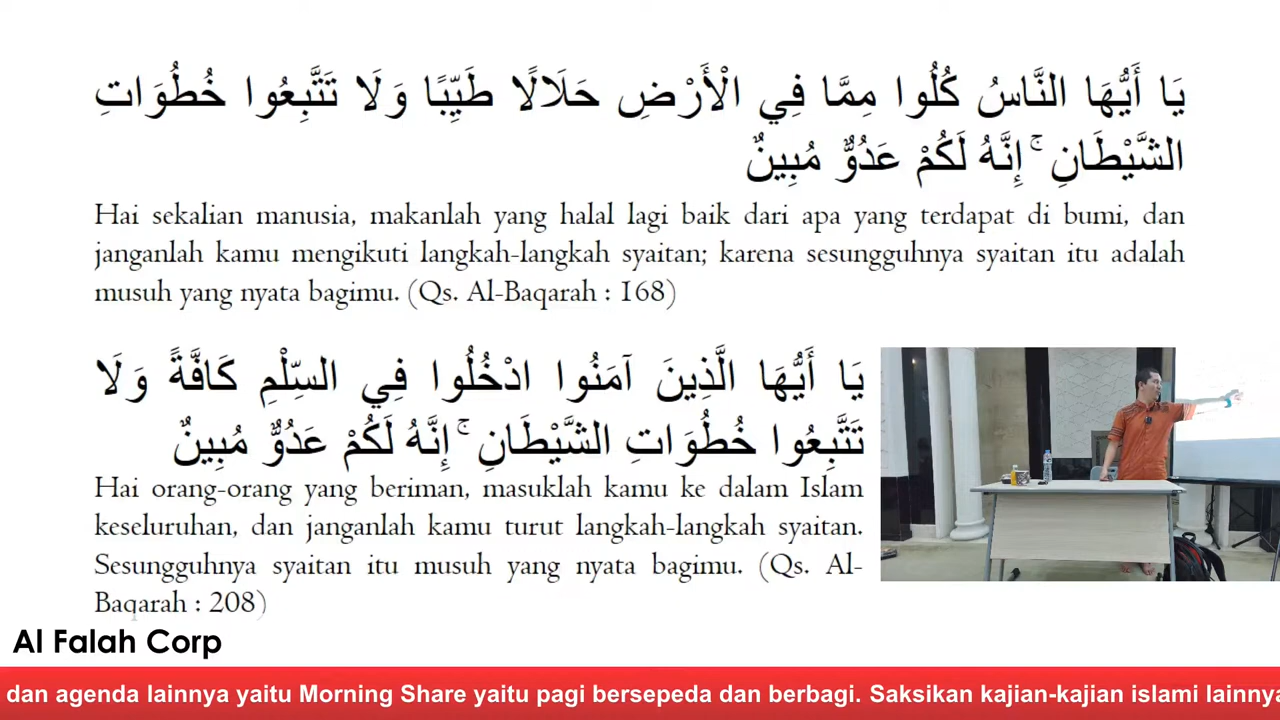 يَا أَيُّهَا النَّاسُ كُلُوا مِمَّا فِي الْأَرْضِ حَلَالًا طَيِّبًا وَلَا تَتَّبِعُوا خُطُوَاتِ
الشَّيْطَانِ ۚ إِنَّهُ لَكُمْ عَدُوٌّ مُبِينٌ
Hai sekalian manusia, makanlah yang halal lagi baik dari apa yang terdapat di bumi, dan
janganlah kamu mengikuti langkah-langkah syaitan; karena sesungguhnya syaitan itu adalah
musuh yang nyata bagimu. (Qs. Al-Baqarah : 168)
يَا أَيُّهَا الَّذِينَ آمَنُوا ادْخُلُوا فِي السِّلْمِ كَافَّةً وَلَا
تَتَّبِعُوا خُطُوَاتِ الشَّيْطَانِ ۚ إِنَّهُ لَكُمْ عَدُوٌّ مُبِينٌ
Hai orang-orang yang beriman, masuklah kamu ke dalam Islam
keseluruhan, dan janganlah kamu turut langkah-langkah syaitan.
Sesungguhnya syaitan itu musuh yang nyata bagimu. (Qs. Al-
Baqarah : 208)
Al Falah Corp
dan agenda lainnya yaitu Morning Share yaitu pagi bersepeda dan berbagi. Saksikan kajian-kajian islami lainnya